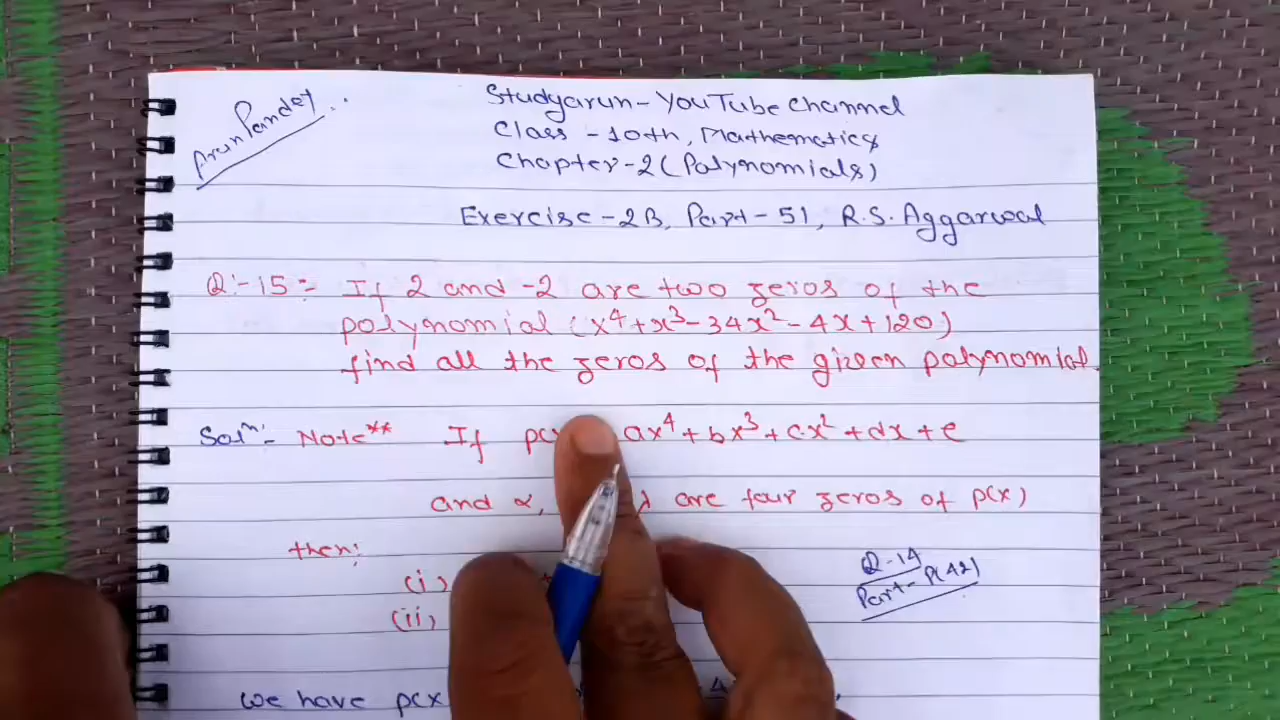 Arun Pandey..
Studyarun - YouTube Channel
Class - 10th, Mathematics
Chapter-2 (Polynomials)
Exercise - 2B, Part - 51, R.S. Aggarwal
Q:-15:- If 2 and -2 are two zeros of the
polynomial (x⁴+x³-34x²-4x+120)
find all the zeros of the given polynomial.
Solⁿ:- Note** If p(x ax⁴+bx³+cx²+dx+e
and α, λ are four zeros of p(x)
then:
(i)
(ii)
Q-14
Part - P(42)
we have p(x